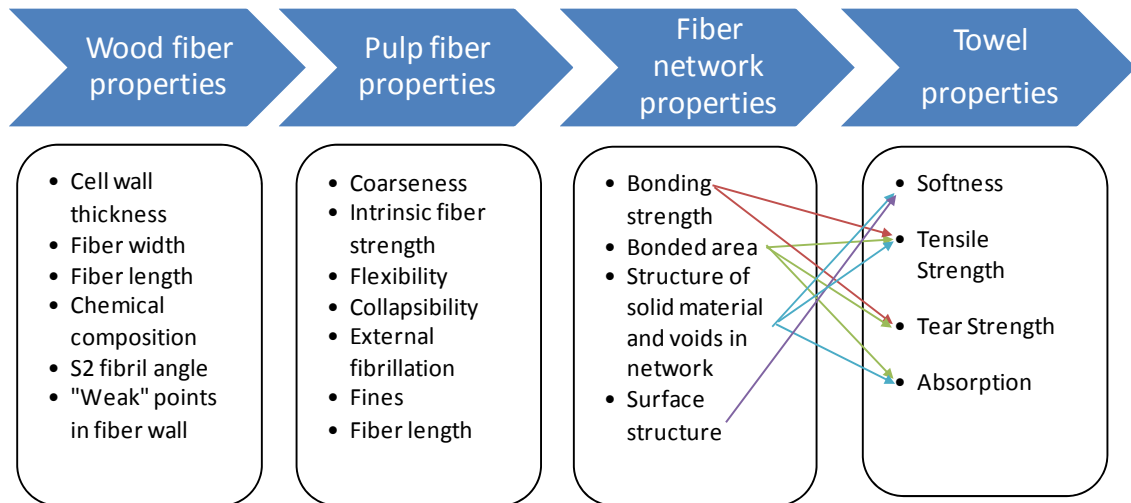 Wood fiber
properties
Pulp fiber
properties
Fiber
network
properties
Towel
properties
• Cell wall
thickness
• Fiber width
• Fiber length
• Chemical
composition
• S2 fibril angle
• "Weak" points
in fiber wall
• Coarseness
• Intrinsic fiber
strength
• Flexibility
• Collapsibility
• External
fibrillation
• Fines
• Fiber length
• Bonding
strength
• Bonded area
• Structure of
solid material
and voids in
network
• Surface
structure
• Softness
• Tensile
Strength
• Tear Strength
• Absorption